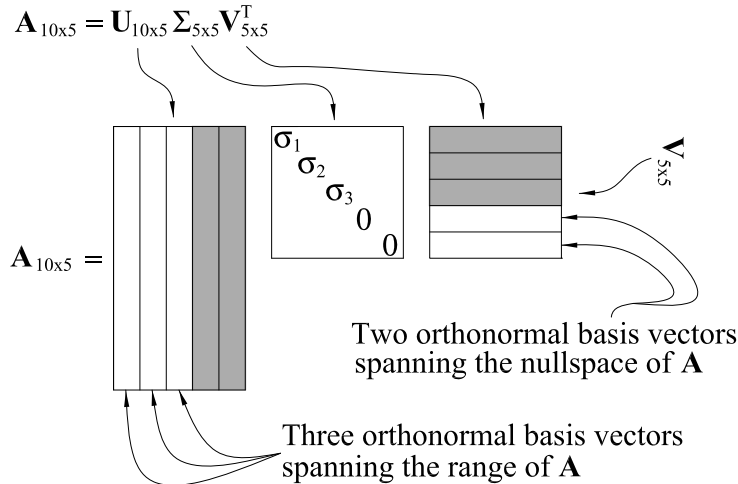 A10x5 = U10x5 Σ5x5 V^T5x5
σ1
σ2
σ3
0
0
V5x5
A10x5 =
Two orthonormal basis vectors
spanning the nullspace of A
Three orthonormal basis vectors
spanning the range of A